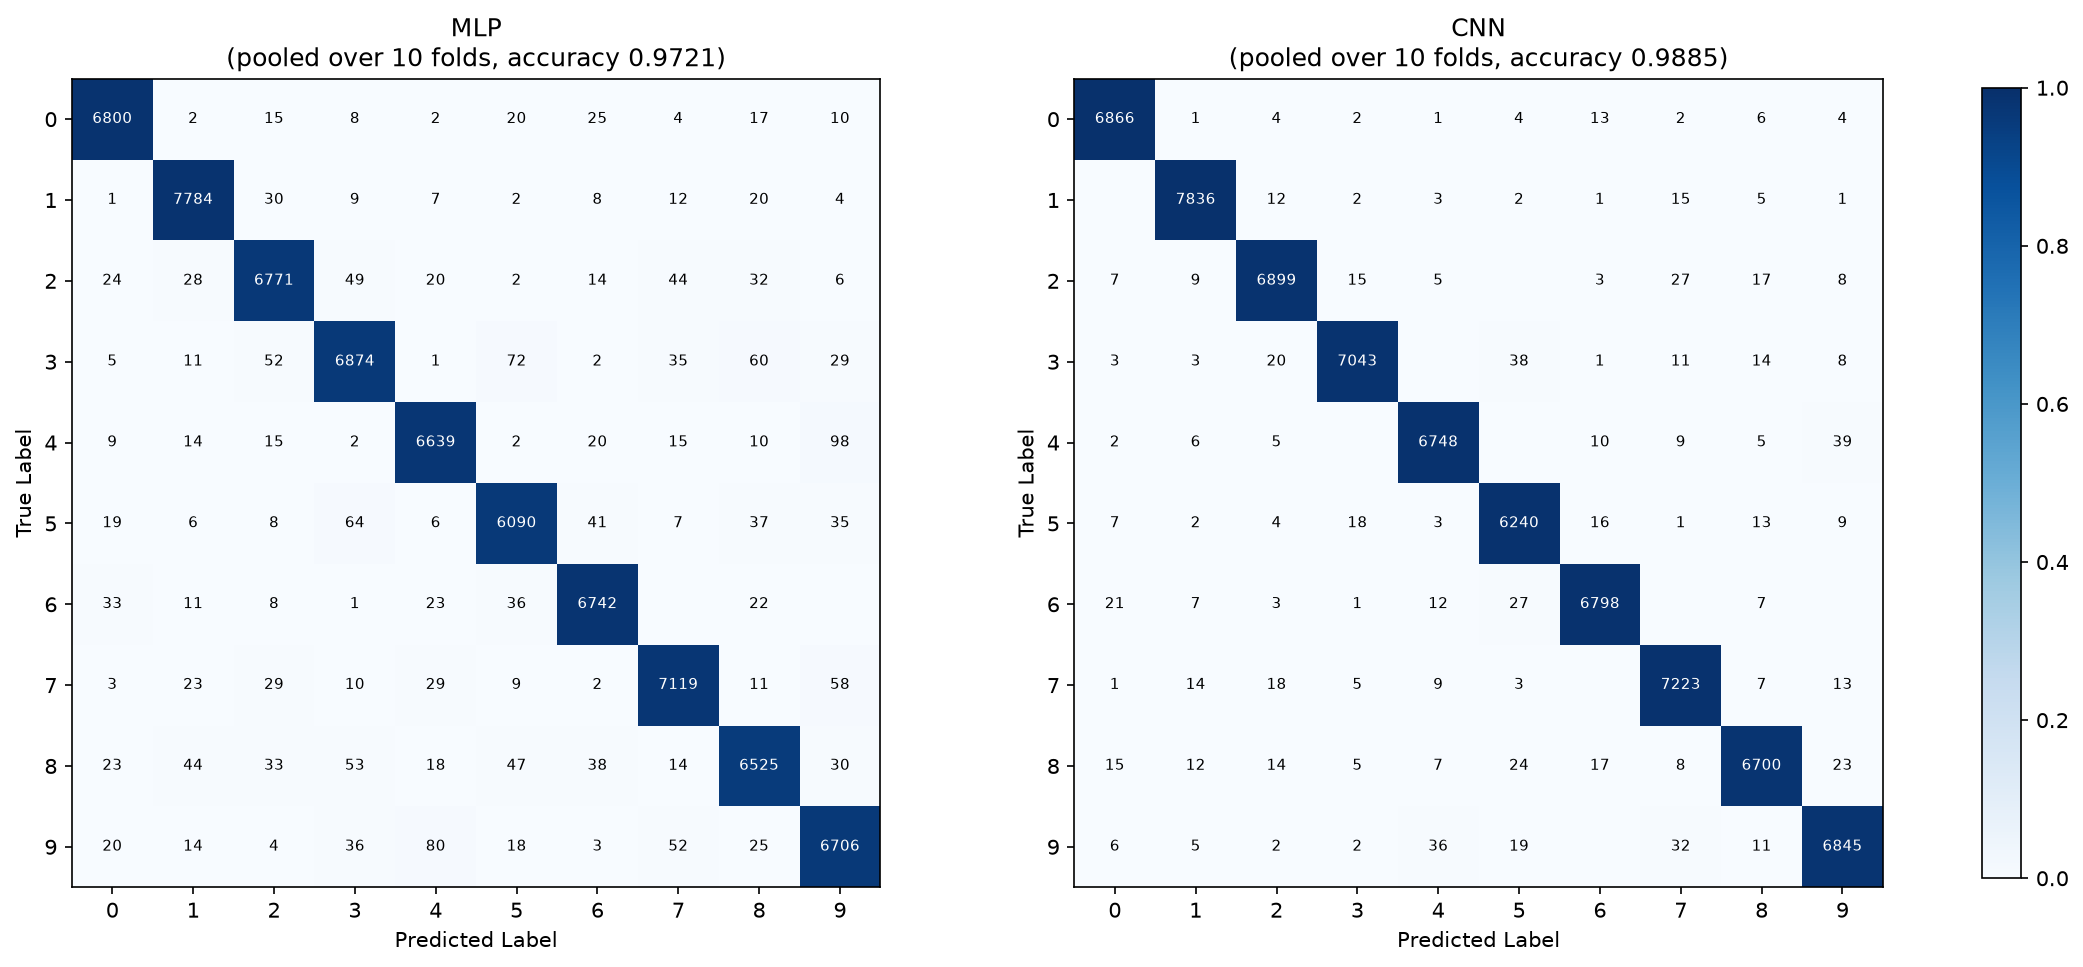 MLP
(pooled over 10 folds, accuracy 0.9721)
True Label
0 6800 2 15 8 2 20 25 4 17 10
1 1 7784 30 9 7 2 8 12 20 4
2 24 28 6771 49 20 2 14 44 32 6
3 5 11 52 6874 1 72 2 35 60 29
4 9 14 15 2 6639 2 20 15 10 98
5 19 6 8 64 6 6090 41 7 37 35
6 33 11 8 1 23 36 6742 22
7 3 23 29 10 29 9 2 7119 11 58
8 23 44 33 53 18 47 38 14 6525 30
9 20 14 4 36 80 18 3 52 25 6706
0 1 2 3 4 5 6 7 8 9
Predicted Label
CNN
(pooled over 10 folds, accuracy 0.9885)
True Label
0 6866 1 4 2 1 4 13 2 6 4
1 7836 12 2 3 2 1 15 5 1
2 7 9 6899 15 5 3 27 17 8
3 3 3 20 7043 38 1 11 14 8
4 2 6 5 6748 10 9 5 39
5 7 2 4 18 3 6240 16 1 13 9
6 21 7 3 1 12 27 6798 7
7 1 14 18 5 9 3 7223 7 13
8 15 12 14 5 7 24 17 8 6700 23
9 6 5 2 2 36 19 32 11 6845
0 1 2 3 4 5 6 7 8 9
Predicted Label
1.0
0.8
0.6
0.4
0.2
0.0